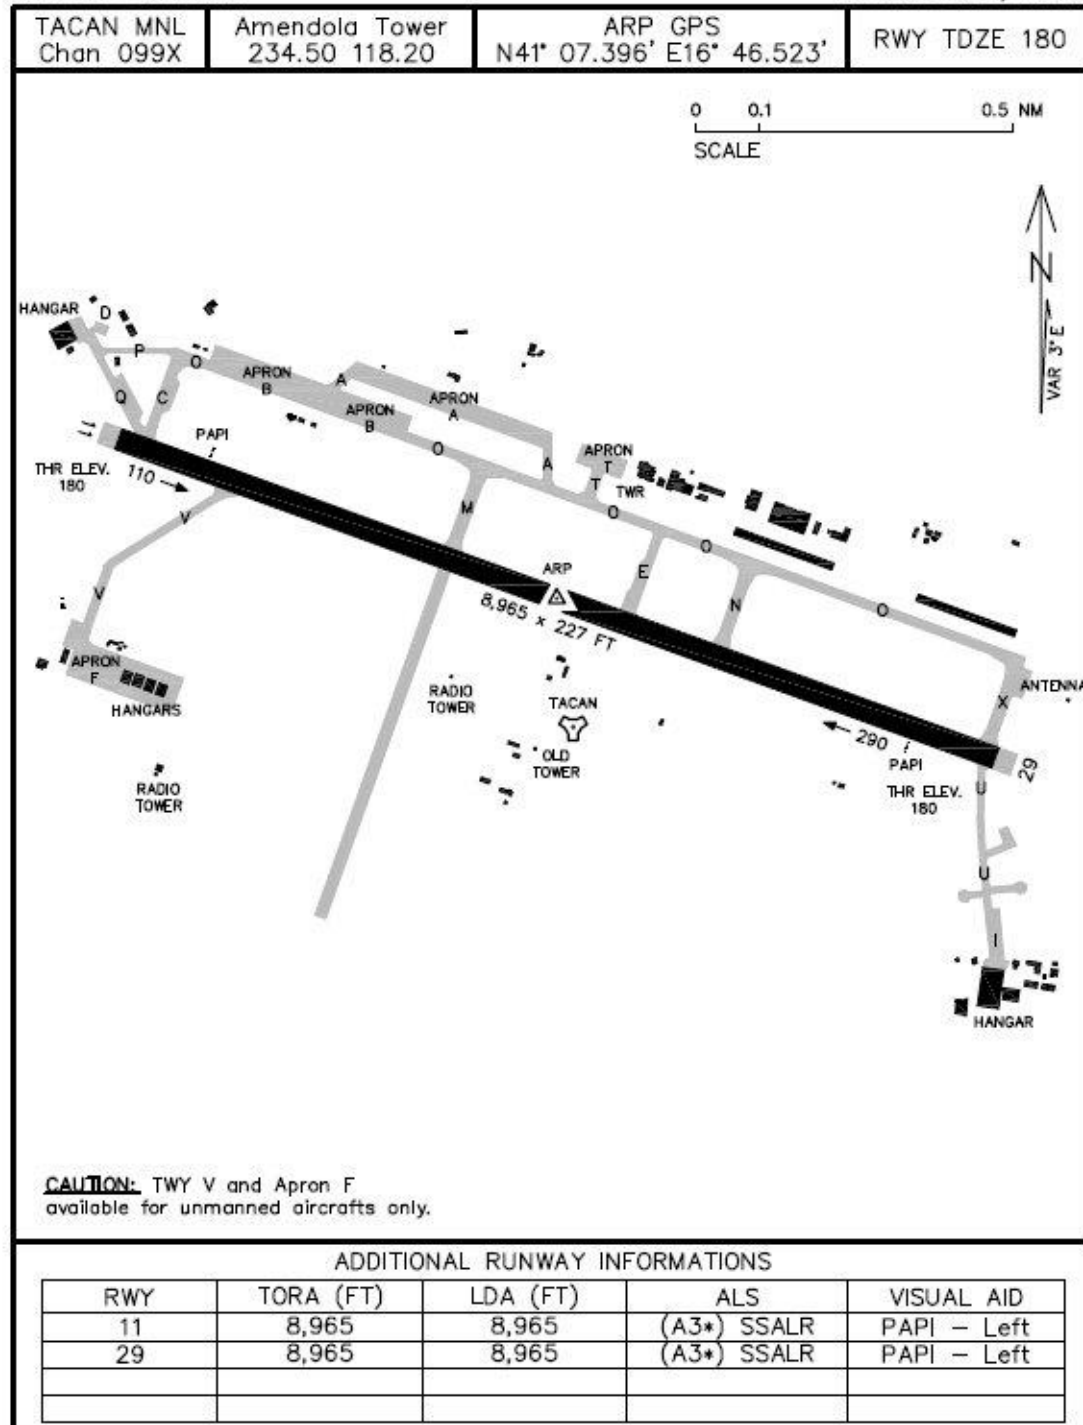 TACAN MNL
Chan 099X
Amendola Tower
234.50 118.20
ARP GPS
N41° 07.396' E16° 46.523'
RWY TDZE 180
0 0.1 0.5 NM
SCALE
N
VAR 3°E
HANGAR
D
P
O
Q
C
APRON
B
A
APRON
A
APRON
B
O
11
PAPI
THR ELEV.
180
110
V
V
M
A
APRON
T
T
TWR
O
O
E
N
O
ARP
8,965 x 227 FT
APRON
F
HANGARS
RADIO
TOWER
TACAN
OLD
TOWER
RADIO
TOWER
ANTENNA
X
290
PAPI
29
THR ELEV.
180
U
U
I
HANGAR
CAUTION: TWY V and Apron F
available for unmanned aircrafts only.
ADDITIONAL RUNWAY INFORMATIONS
RWY TORA (FT) LDA (FT) ALS VISUAL AID
11 8,965 8,965 (A3*) SSALR PAPI – Left
29 8,965 8,965 (A3*) SSALR PAPI – Left